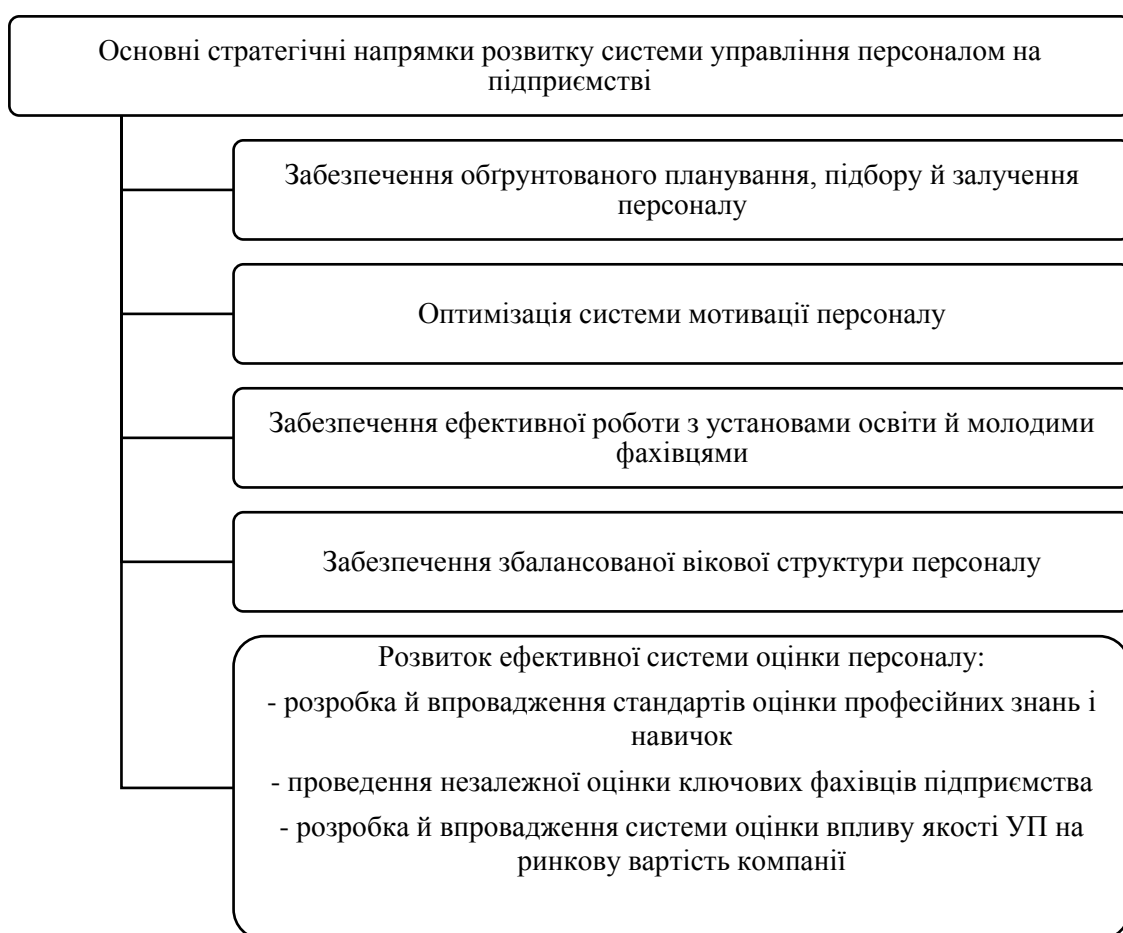 Основні стратегічні напрямки розвитку системи управління персоналом на
підприємстві
Забезпечення обґрунтованого планування, підбору й залучення
персоналу
Оптимізація системи мотивації персоналу
Забезпечення ефективної роботи з установами освіти й молодими
фахівцями
Забезпечення збалансованої вікової структури персоналу
Розвиток ефективної системи оцінки персоналу:
- розробка й впровадження стандартів оцінки професійних знань і
навичок
- проведення незалежної оцінки ключових фахівців підприємства
- розробка й впровадження системи оцінки впливу якості УП на
ринкову вартість компанії